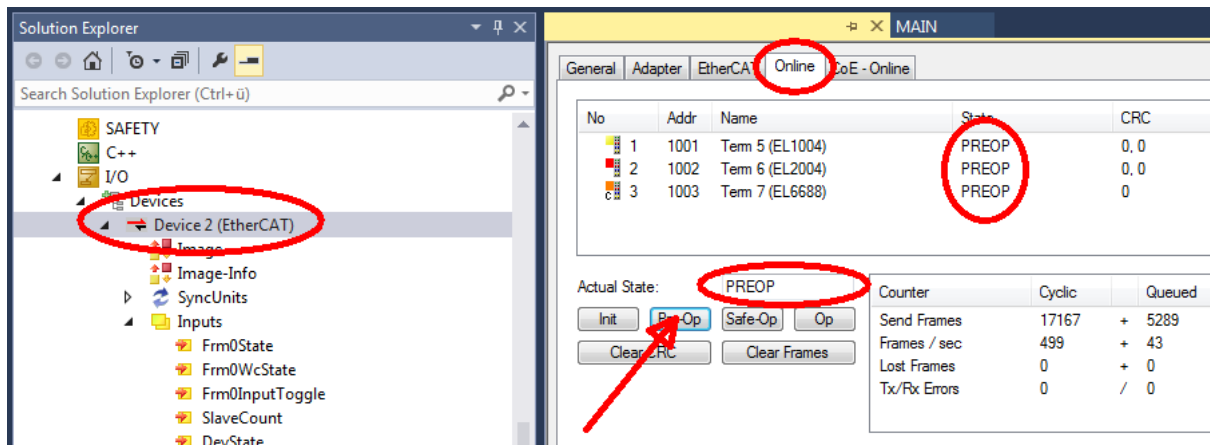 Solution Explorer
Search Solution Explorer (Ctrl+ü)
SAFETY
C++
I/O
Devices
Device 2 (EtherCAT)
Image
Image-Info
SyncUnits
Inputs
Frm0State
Frm0WcState
Frm0InputToggle
SlaveCount
DevState
MAIN
General Adapter EtherCAT Online CoE - Online
No Addr Name State CRC
1 1001 Term 5 (EL1004) PREOP 0, 0
2 1002 Term 6 (EL2004) PREOP 0, 0
c 3 1003 Term 7 (EL6688) PREOP 0
Actual State: PREOP
Init Pre-Op Safe-Op Op
Clear CRC Clear Frames
Counter Cyclic Queued
Send Frames 17167 + 5289
Frames / sec 499 + 43
Lost Frames 0 + 0
Tx/Rx Errors 0 / 0